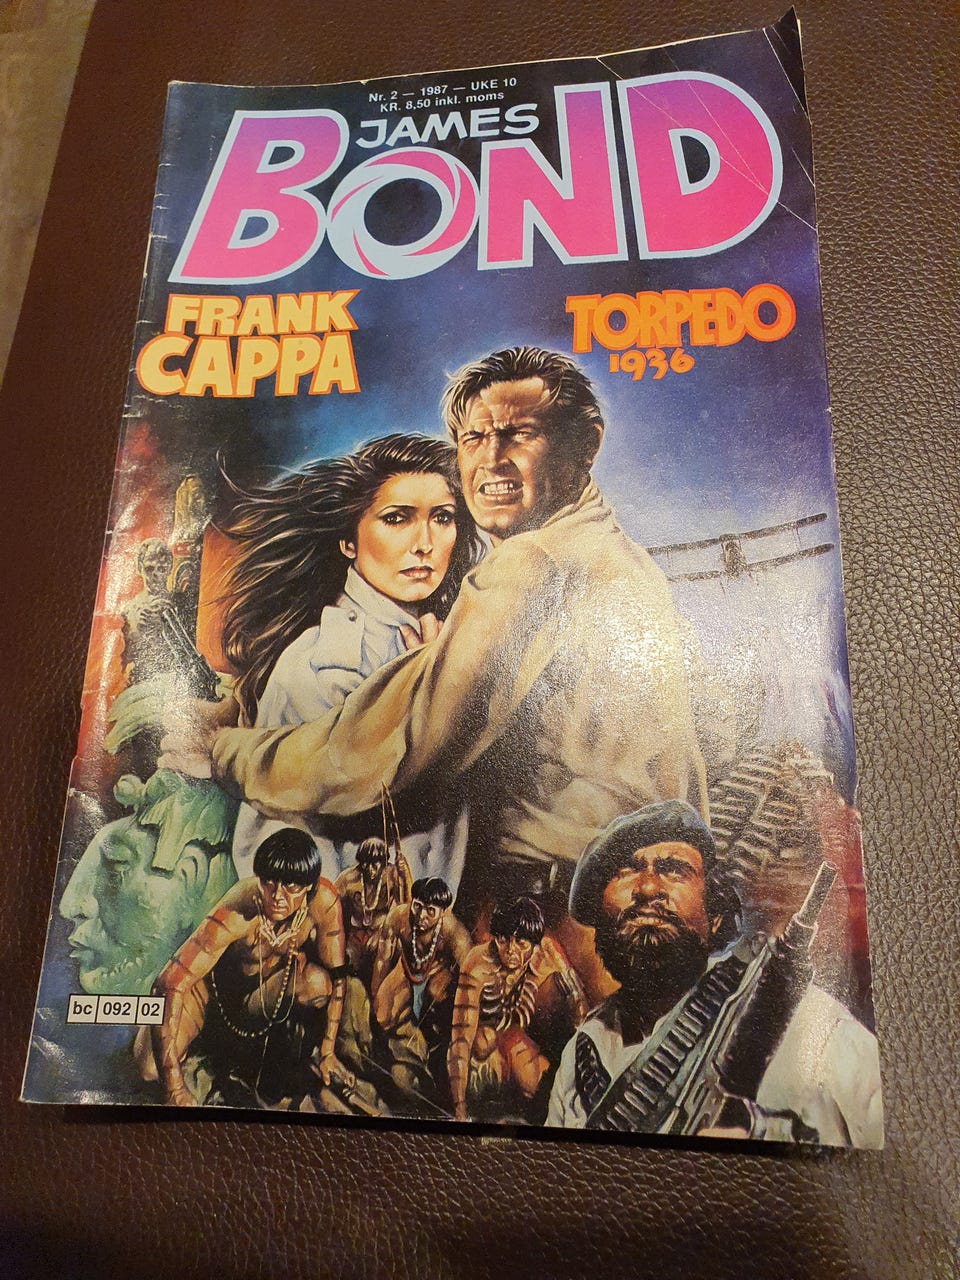 Nr. 2 — 1987 — UKE 10
KR. 8,50 inkl. moms
JAMES
BOND
FRANK
CAPPA
TORPEDO
1936
bc 092 02